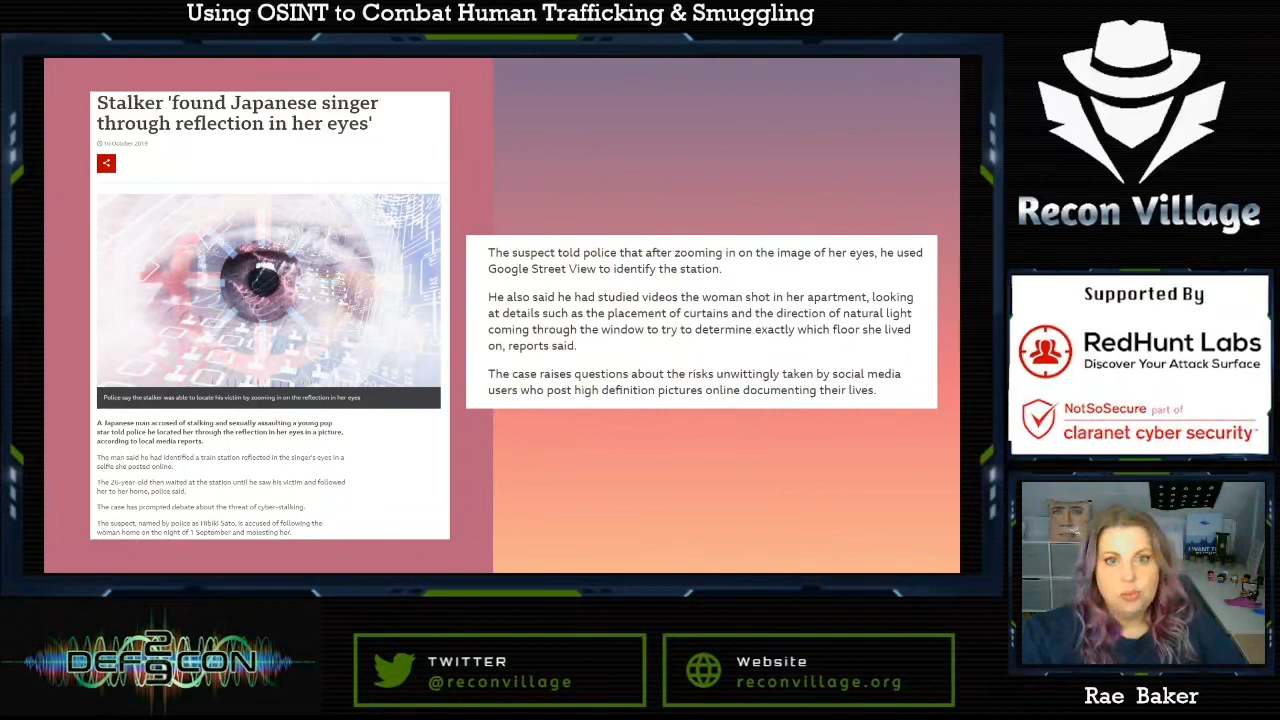 Using OSINT to Combat Human Trafficking & Smuggling
Stalker 'found Japanese singer
through reflection in her eyes'
10 October 2019
Police say the stalker was able to locate his victim by zooming in on the reflection in her eyes
A Japanese man accused of stalking and sexually assaulting a young pop
star told police he located her through the reflection in her eyes in a picture,
according to local media reports.
The man said he had identified a train station reflected in the singer's eyes in a
selfie she posted online.
The 26-year-old then waited at the station until he saw his victim and followed
her to her home, police said.
The case has prompted debate about the threat of cyber-stalking.
The suspect, named by police as Hibiki Sato, is accused of following the
woman home on the night of 1 September and molesting her.
The suspect told police that after zooming in on the image of her eyes, he used
Google Street View to identify the station.
He also said he had studied videos the woman shot in her apartment, looking
at details such as the placement of curtains and the direction of natural light
coming through the window to try to determine exactly which floor she lived
on, reports said.
The case raises questions about the risks unwittingly taken by social media
users who post high definition pictures online documenting their lives.
Recon Village
Supported By
RedHunt Labs
Discover Your Attack Surface
NotSoSecure part of
claranet cyber security
I WANT TO
Rae Baker
DEF CON
29
TWITTER
@reconvillage
Website
reconvillage.org